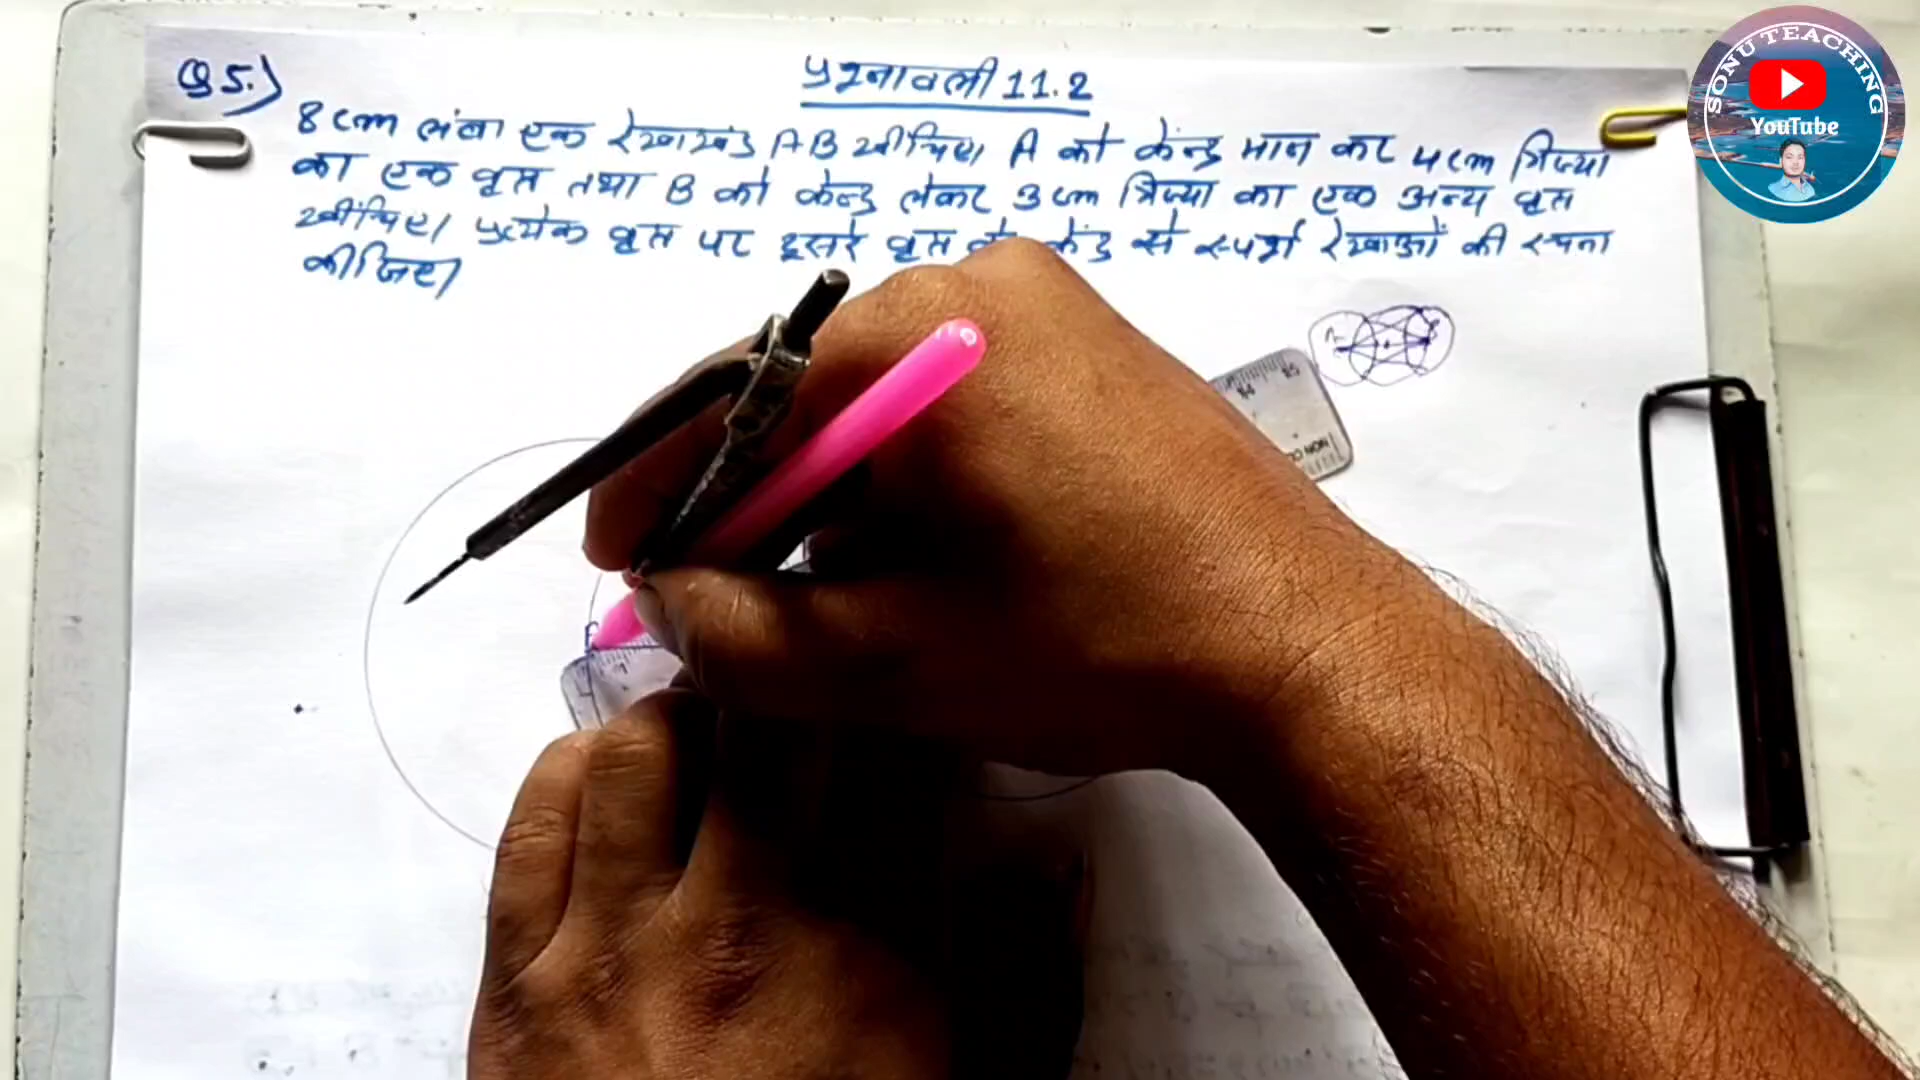 Q 5.)
प्रश्नावली 11.2
8 cm लंबा एक रेखाखंड AB खींचिए। A को केन्द्र मान कर 4 cm त्रिज्या
का एक वृत्त तथा B को केन्द्र लेकर 3 cm त्रिज्या का एक अन्य वृत्त
खींचिए। प्रत्येक वृत्त पर दूसरे वृत्त के केंद्र से स्पर्श रेखाओं की रचना
कीजिए।
SONU TEACHING
YouTube